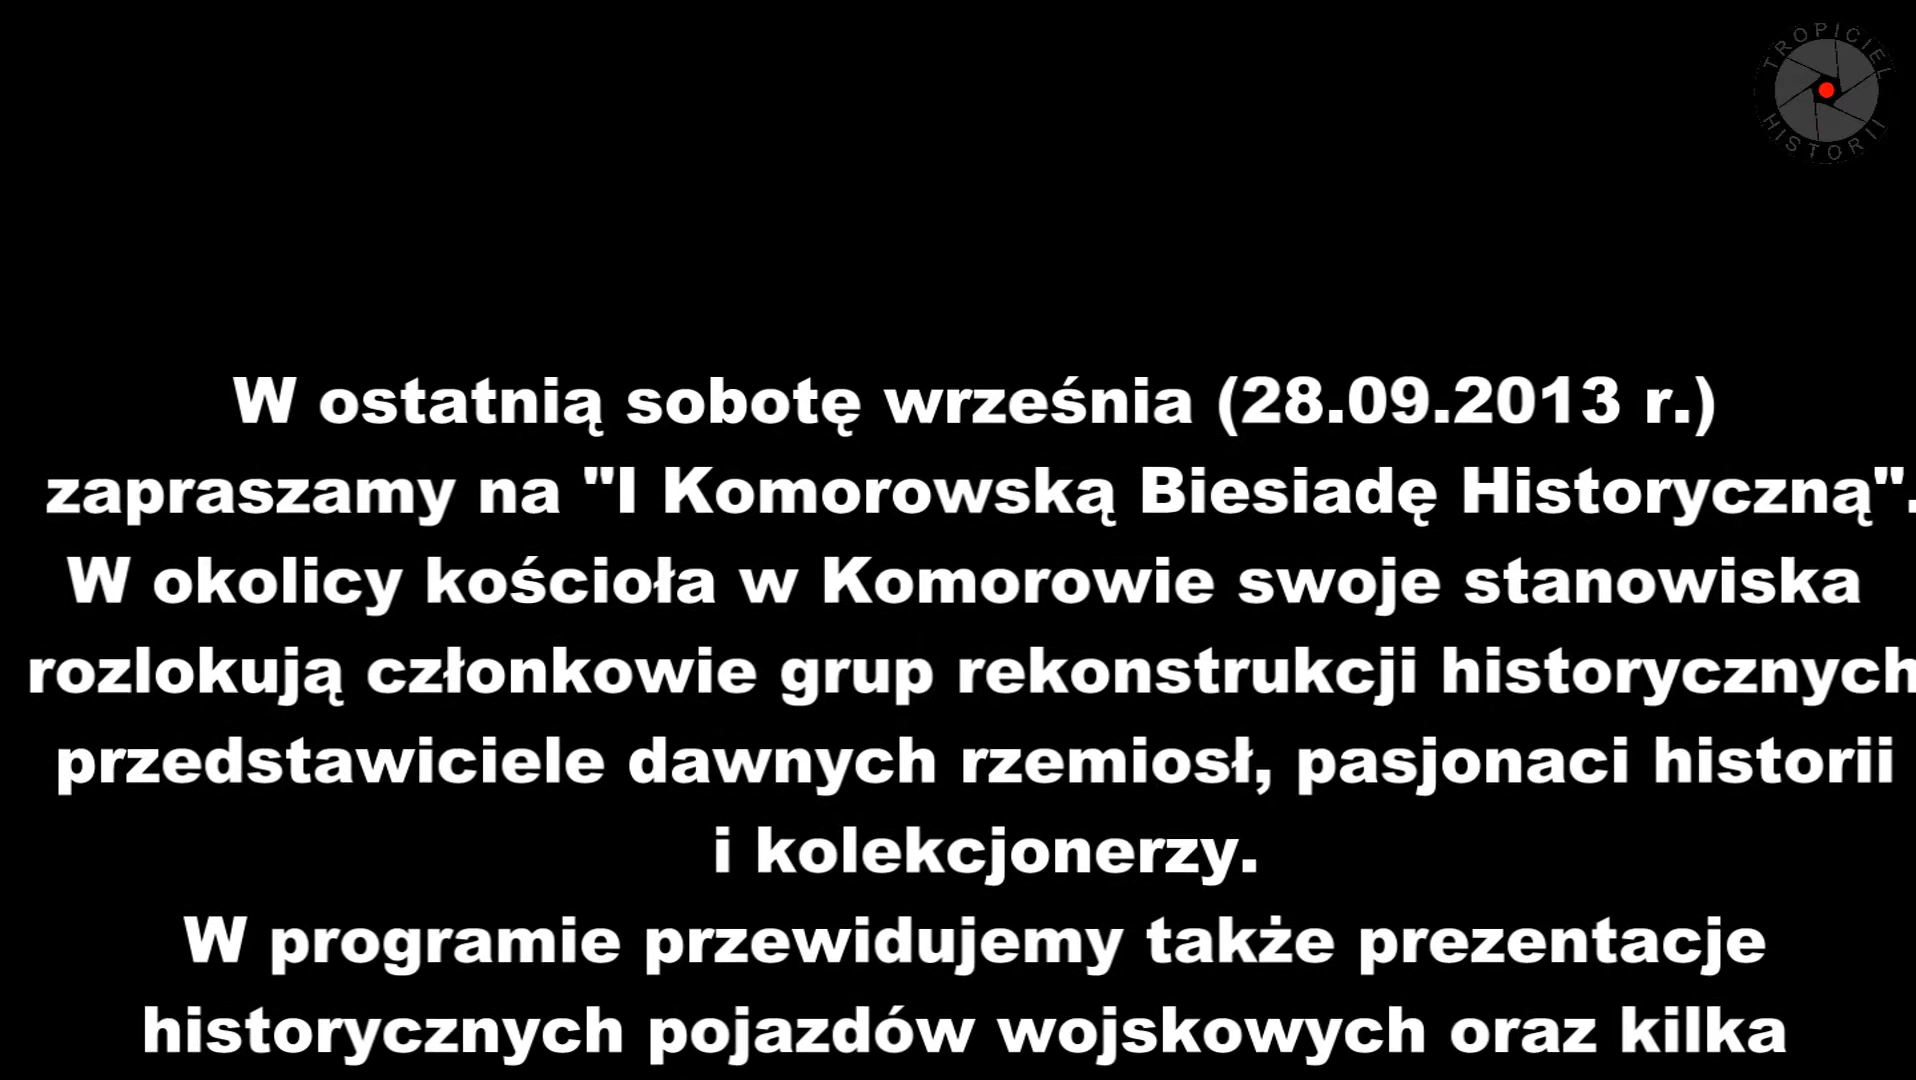 TROPICIEL
HISTORII
W ostatnią sobotę września (28.09.2013 r.)
zapraszamy na "I Komorowską Biesiadę Historyczną".
W okolicy kościoła w Komorowie swoje stanowiska
rozlokują członkowie grup rekonstrukcji historycznych
przedstawiciele dawnych rzemiosł, pasjonaci historii
i kolekcjonerzy.
W programie przewidujemy także prezentacje
historycznych pojazdów wojskowych oraz kilka